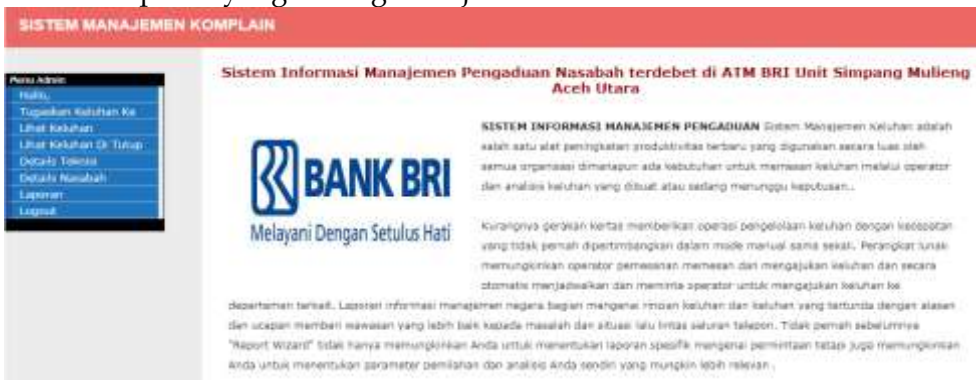 SISTEM MANAJEMEN KOMPLAIN
Menu Admin
Hallo,
Tugaskan Keluhan Ke
Lihat Keluhan
Lihat Keluhan Di Tutup
Details Teknisi
Details Nasabah
Laporan
Logout
Sistem Informasi Manajemen Pengaduan Nasabah terdebet di ATM BRI Unit Simpang Mulieng
Aceh Utara
BANK BRI
Melayani Dengan Setulus Hati
SISTEM INFORMASI MANAJEMEN PENGADUAN Sistem Manajemen Keluhan adalah
salah satu alat peningkatan produktivitas terbaru yang digunakan secara luas oleh
semua organisasi dimanapun ada kebutuhan untuk memesan keluhan melalui operator
dan analisis keluhan yang dibuat atau sedang menunggu keputusan..
Kurangnya gerakan kertas memberikan operasi pengelolaan keluhan dengan kecepatan
yang tidak pernah dipertimbangkan dalam mode manual sama sekali. Perangkat lunak
memungkinkan operator pemesanan memesan dan mengajukan keluhan dan secara
otomatis menjadwalkan dan meminta operator untuk mengajukan keluhan ke
departemen terkait. Laporan informasi manajemen negara bagian mengenai rincian keluhan dan keluhan yang tertunda dengan alasan
dan ucapan memberi wawasan yang lebih baik kepada masalah dan situasi lalu lintas saluran telepon. Tidak pernah sebelumnya
"Report Wizard" tidak hanya memungkinkan Anda untuk menentukan laporan spesifik mengenai permintaan tetapi juga memungkinkan
Anda untuk menentukan parameter pemilahan dan analisis Anda sendiri yang mungkin lebih relevan .